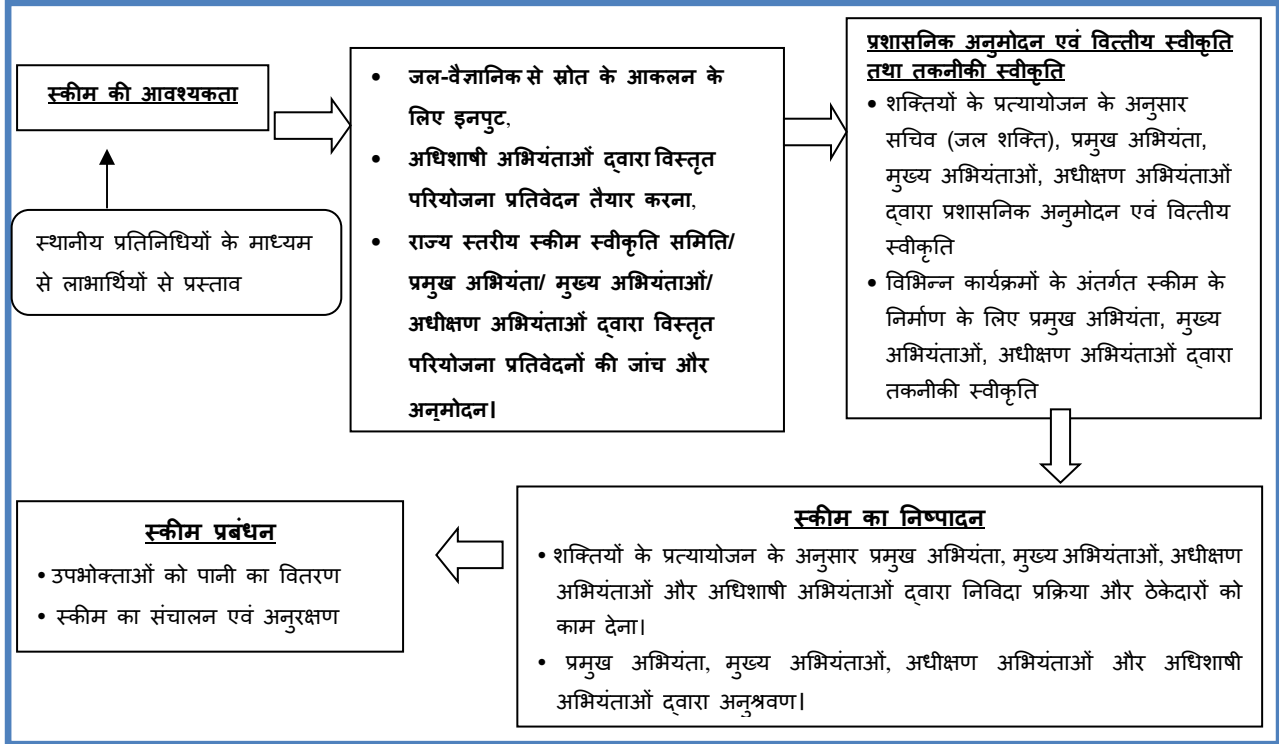 स्कीम की आवश्यकता
स्थानीय प्रतिनिधियों के माध्यम
से लाभार्थियों से प्रस्ताव
• जल-वैज्ञानिक से स्रोत के आकलन के
लिए इनपुट,
• अधिशाषी अभियंताओं द्वारा विस्तृत
परियोजना प्रतिवेदन तैयार करना,
• राज्य स्तरीय स्कीम स्वीकृति समिति/
प्रमुख अभियंता/ मुख्य अभियंताओं/
अधीक्षण अभियंताओं द्वारा विस्तृत
परियोजना प्रतिवेदनों की जांच और
अनुमोदन।
प्रशासनिक अनुमोदन एवं वित्तीय स्वीकृति
तथा तकनीकी स्वीकृति
• शक्तियों के प्रत्यायोजन के अनुसार
सचिव (जल शक्ति), प्रमुख अभियंता,
मुख्य अभियंताओं, अधीक्षण अभियंताओं
द्वारा प्रशासनिक अनुमोदन एवं वित्तीय
स्वीकृति
• विभिन्न कार्यक्रमों के अंतर्गत स्कीम के
निर्माण के लिए प्रमुख अभियंता, मुख्य
अभियंताओं, अधीक्षण अभियंताओं द्वारा
तकनीकी स्वीकृति
स्कीम का निष्पादन
• शक्तियों के प्रत्यायोजन के अनुसार प्रमुख अभियंता, मुख्य अभियंताओं, अधीक्षण
अभियंताओं और अधिशाषी अभियंताओं द्वारा निविदा प्रक्रिया और ठेकेदारों को
काम देना।
• प्रमुख अभियंता, मुख्य अभियंताओं, अधीक्षण अभियंताओं और अधिशाषी
अभियंताओं द्वारा अनुश्रवण।
स्कीम प्रबंधन
• उपभोक्ताओं को पानी का वितरण
• स्कीम का संचालन एवं अनुरक्षण